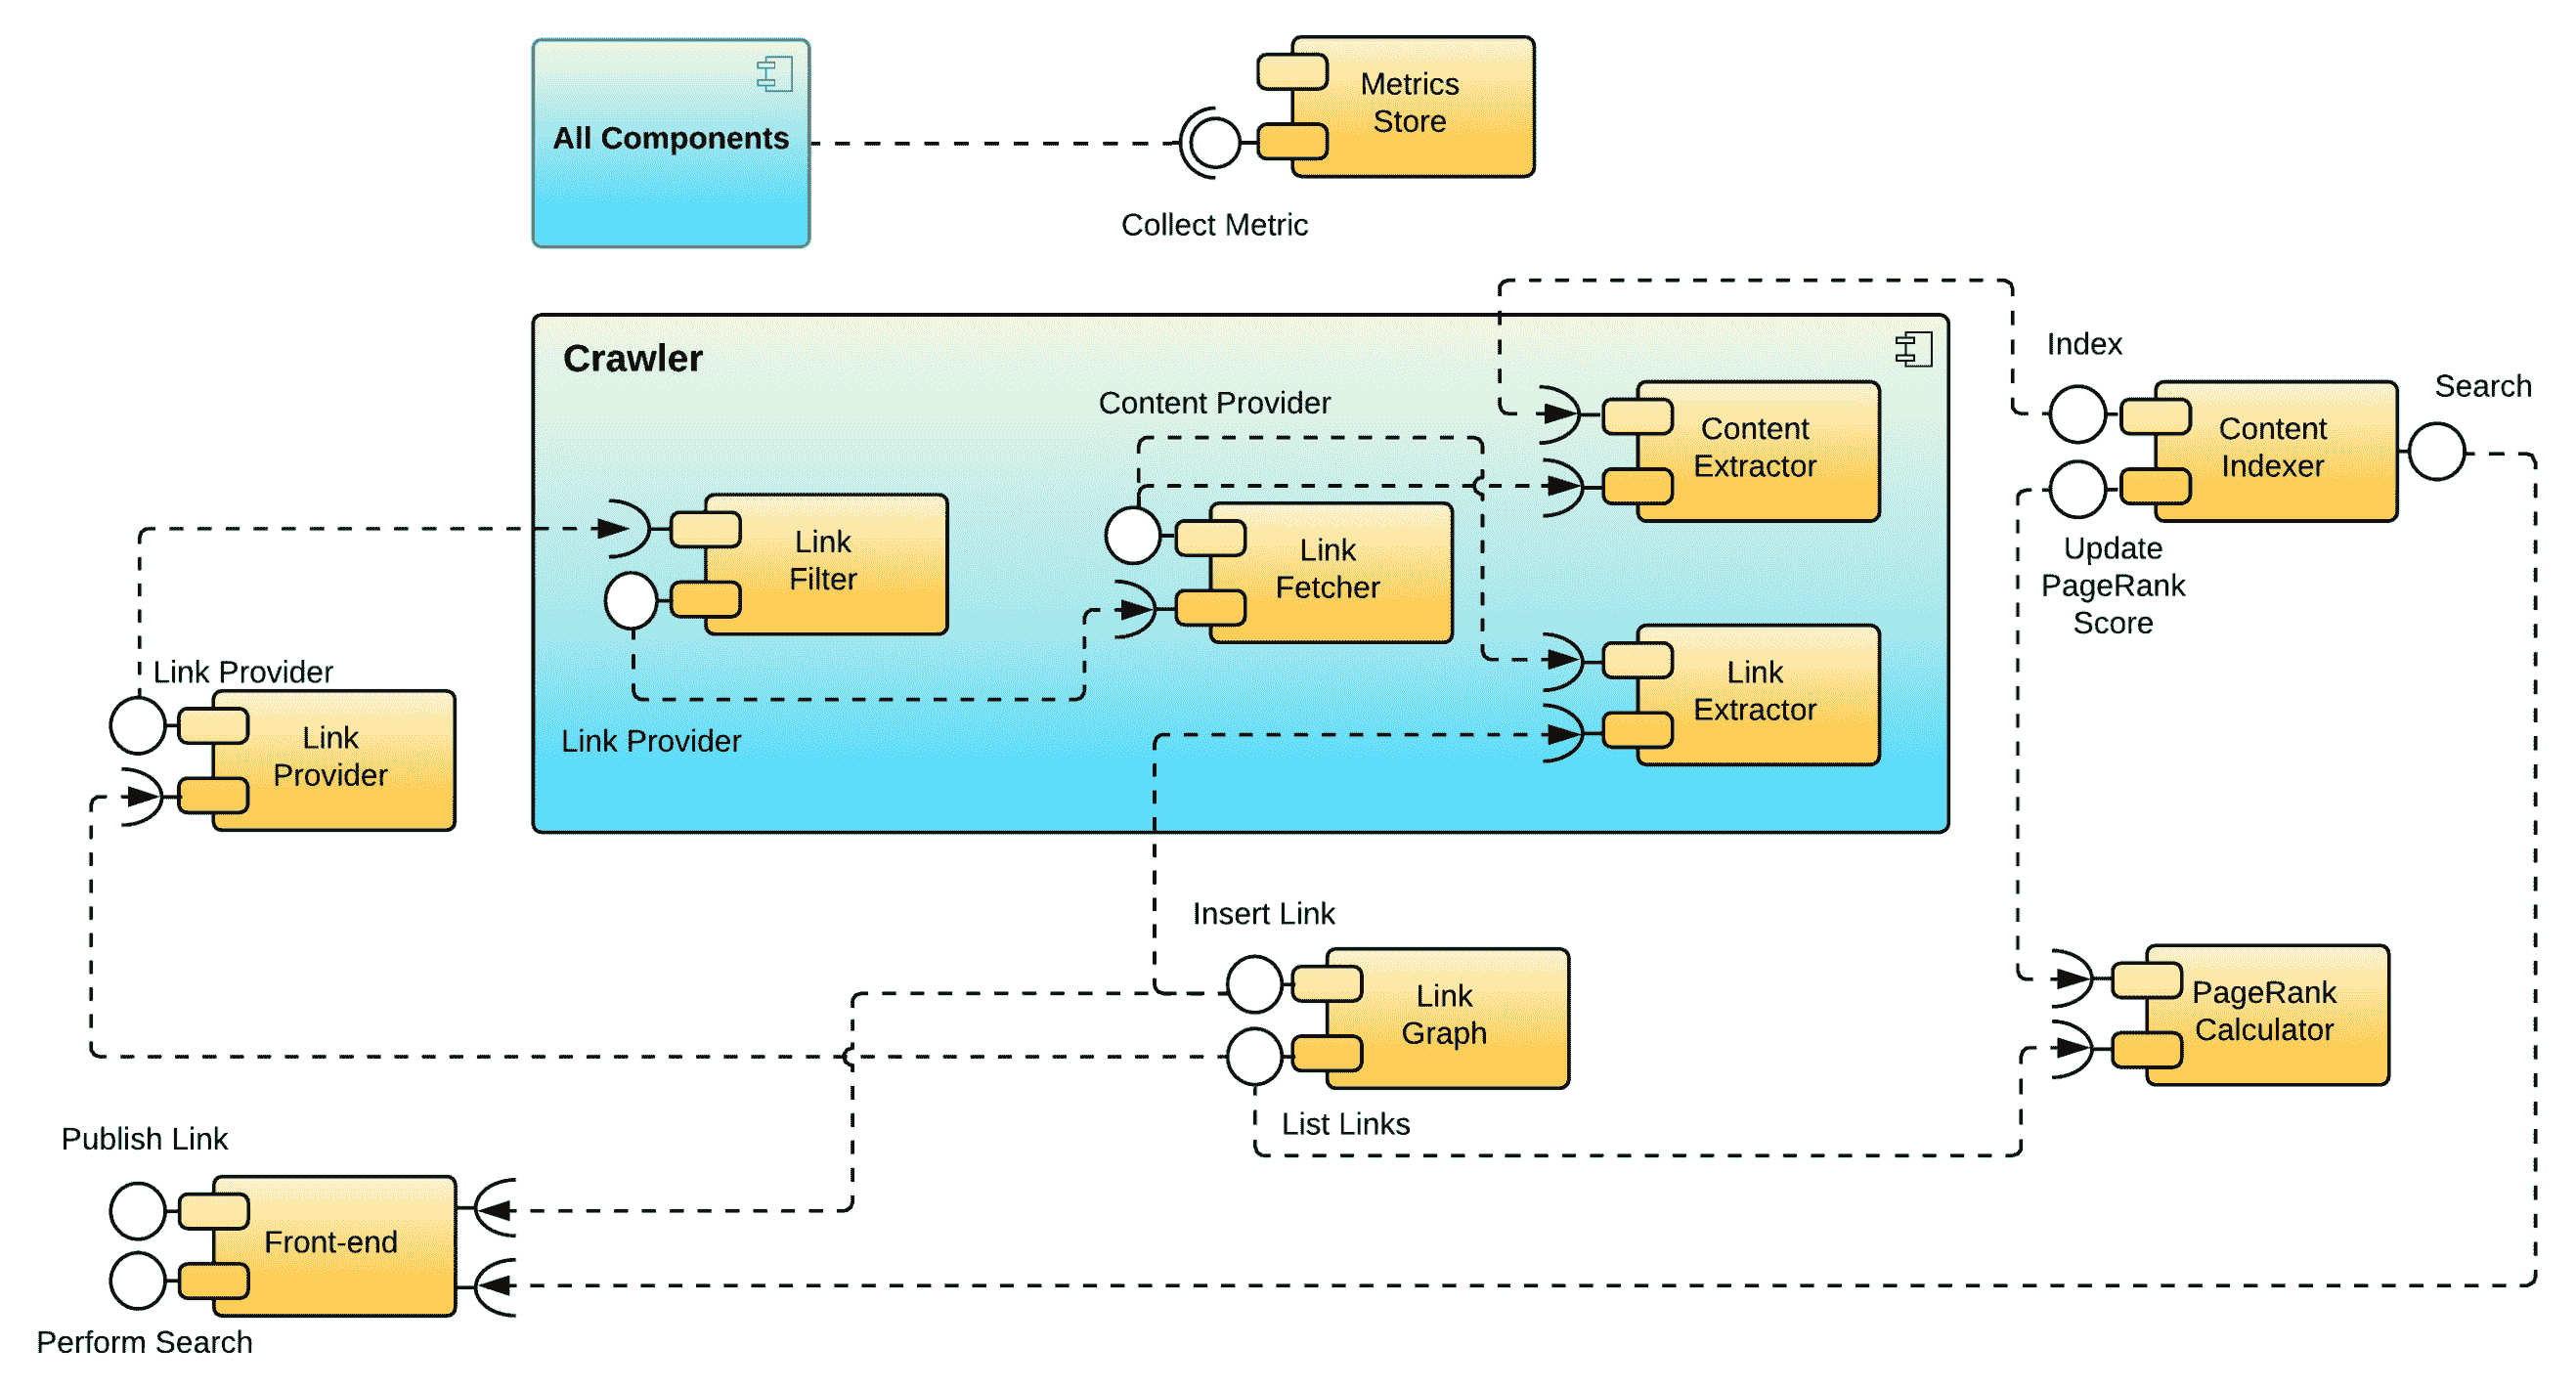 All Components
Metrics
Store
Collect Metric
Crawler
Content Provider
Content
Extractor
Index
Content
Indexer
Search
Link
Filter
Link
Fetcher
Update
PageRank
Score
Link Provider
Link
Provider
Link Provider
Link
Extractor
Insert Link
Link
Graph
PageRank
Calculator
List Links
Publish Link
Front-end
Perform Search